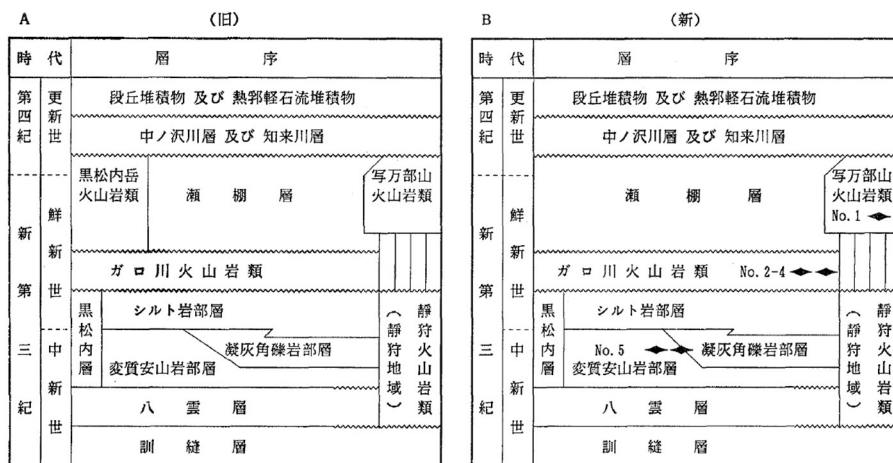 A （旧）
時 代 層 序
第四紀 更新世 段丘堆積物 及び 熱郛軽石流堆積物
中ノ沢川層 及び 知来川層
新第三紀 鮮新世 黒松内岳
火山岩類
瀬 棚 層
写万部山
火山岩類
ガロ川火山岩類
黒松内層 シルト岩部層
中新世 凝灰角礫岩部層
変質安山岩部層
八 雲 層
訓 縫 層
静狩火山岩類
（静狩地域）
B （新）
時 代 層 序
第四紀 更新世 段丘堆積物 及び 熱郛軽石流堆積物
中ノ沢川層 及び 知来川層
新第三紀 鮮新世 瀬 棚 層
写万部山
火山岩類
No.1
ガロ川火山岩類 No.2-4
黒松内層 シルト岩部層
中新世 No.5 凝灰角礫岩部層
変質安山岩部層
八 雲 層
訓 縫 層
静狩火山岩類
（静狩地域）